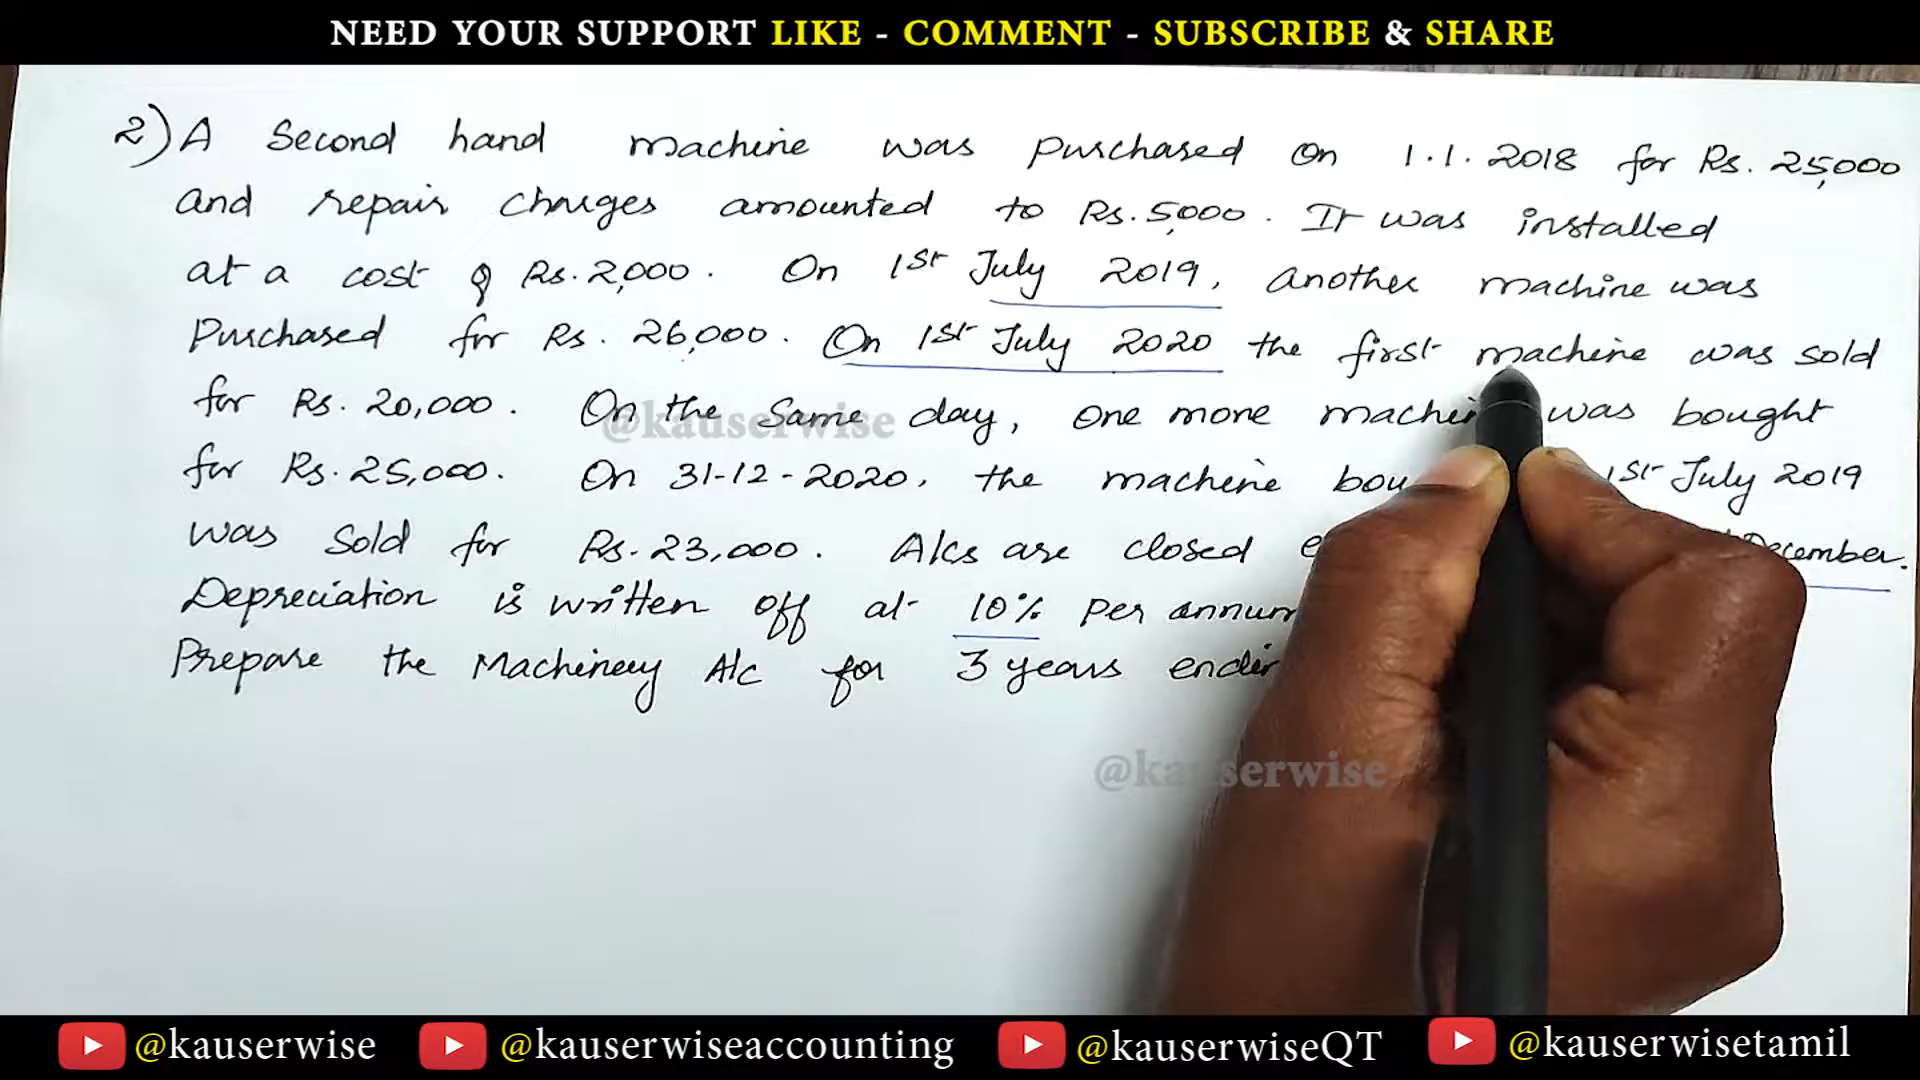 NEED YOUR SUPPORT LIKE - COMMENT - SUBSCRIBE & SHARE
2) A Second hand machine was purchased on 1.1.2018 for Rs. 25,000
and repair charges amounted to Rs. 5,000. It was installed
at a cost of Rs. 2,000. On 1st July 2019, another machine was
Purchased for Rs. 26,000. On 1st July 2020 the first machine was sold
for Rs. 20,000. On the same day, one more machin was bought
@kauserwise
for Rs. 25,000. On 31-12-2020, the machine bou 1st July 2019
was Sold for Rs. 23,000. A/cs are closed December.
Depreciation is written off at 10% per annum
Prepare the Machinery A/c for 3 years endin
@kauserwise
@kauserwise @kauserwiseaccounting @kauserwiseQT @kauserwisetamil